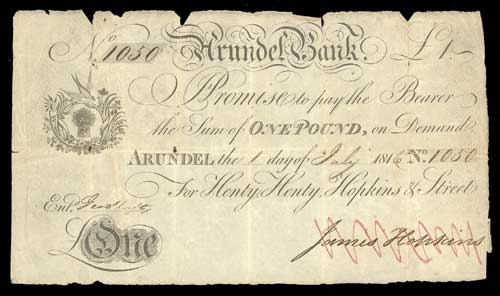 No. 1050 Arundel Bank. £1
I Promise to pay the Bearer
the Sum of ONE POUND, on Demand
ARUNDEL the 1 day of July 1816 No. 1050
For Henty, Henty, Hopkins & Street
Entd.
£One
James Hopkins